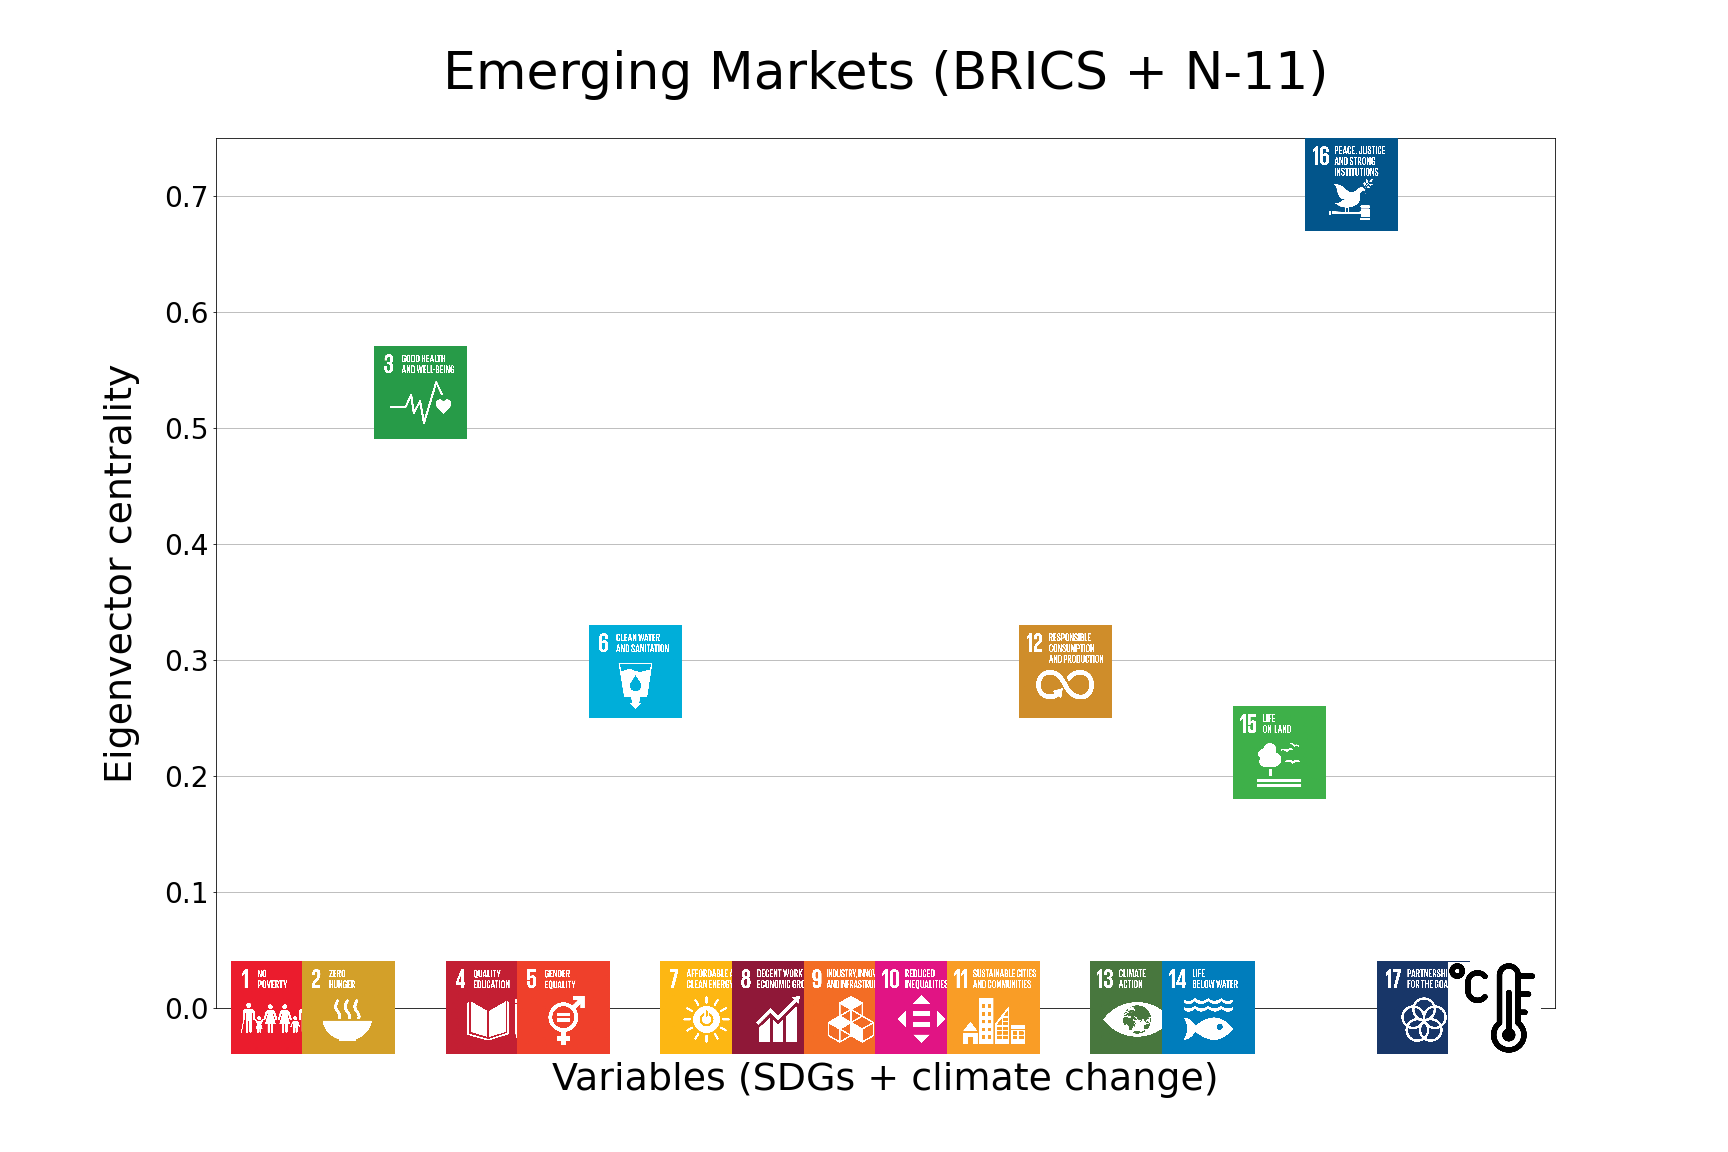 Emerging Markets (BRICS + N-11)
Eigenvector centrality
0.7
0.6
0.5
0.4
0.3
0.2
0.1
0.0
16 PEACE, JUSTICE
AND STRONG
INSTITUTIONS
3 GOOD HEALTH
AND WELL-BEING
6 CLEAN WATER
AND SANITATION
12 RESPONSIBLE
CONSUMPTION
AND PRODUCTION
15 LIFE
ON LAND
1 NO
POVERTY
2 ZERO
HUNGER
4 QUALITY
EDUCATION
5 GENDER
EQUALITY
7 AFFORDABLE
CLEAN ENERG
8 DECENT WORK
ECONOMIC GRO
9 INDUSTRY, INNOV
AND INFRASTRU
10 REDUCED
INEQUALITIES
11 SUSTAINABLE CITIES
AND COMMUNITIES
13 CLIMATE
ACTION
14 LIFE
BELOW WATER
17 PARTNERSHI
FOR THE GOA
°C
Variables (SDGs + climate change)